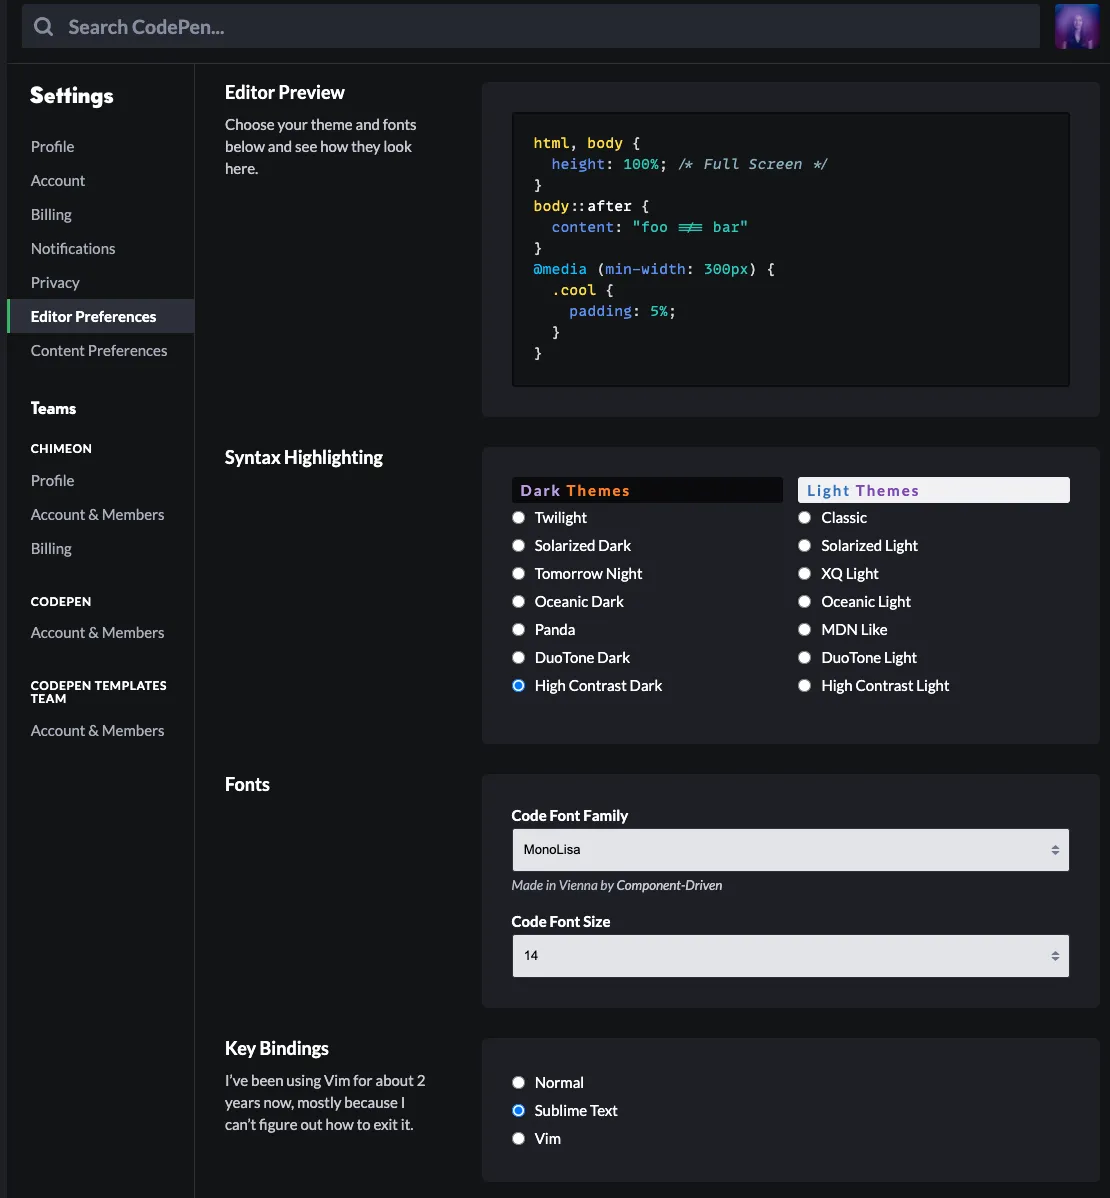 Search CodePen...
Settings
Profile
Account
Billing
Notifications
Privacy
Editor Preferences
Content Preferences
Teams
CHIMEON
Profile
Account & Members
Billing
CODEPEN
Account & Members
CODEPEN TEMPLATES
TEAM
Account & Members
Editor Preview
Choose your theme and fonts
below and see how they look
here.
html, body {
  height: 100%; /* Full Screen */
}
body::after {
  content: "foo !== bar"
}
@media (min-width: 300px) {
  .cool {
    padding: 5%;
  }
}
Syntax Highlighting
Dark Themes
Twilight
Solarized Dark
Tomorrow Night
Oceanic Dark
Panda
DuoTone Dark
High Contrast Dark
Light Themes
Classic
Solarized Light
XQ Light
Oceanic Light
MDN Like
DuoTone Light
High Contrast Light
Fonts
Code Font Family
MonoLisa
Made in Vienna by Component-Driven
Code Font Size
14
Key Bindings
I've been using Vim for about 2
years now, mostly because I
can't figure out how to exit it.
Normal
Sublime Text
Vim